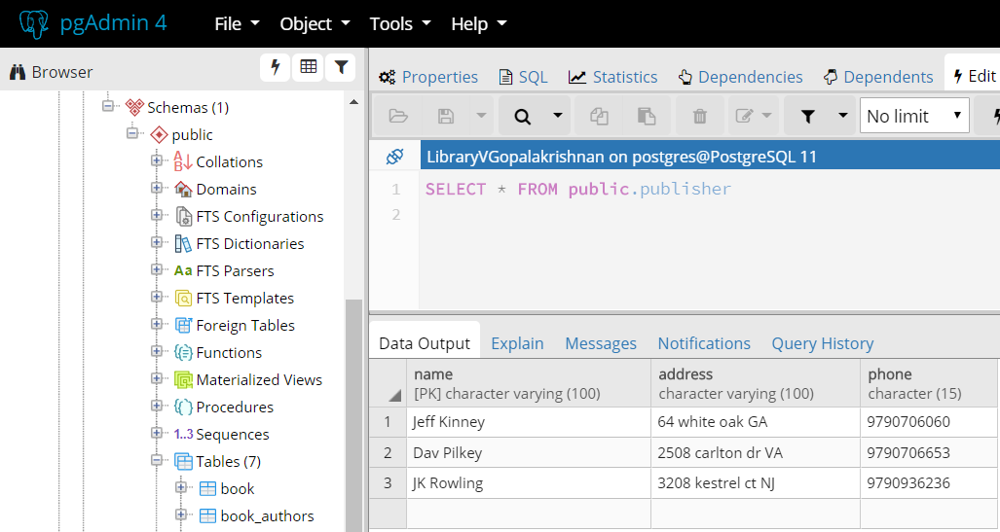 pgAdmin 4 File Object Tools Help
Browser
Properties SQL Statistics Dependencies Dependents Edit
Schemas (1)
public
Collations
Domains
FTS Configurations
FTS Dictionaries
Aa FTS Parsers
FTS Templates
Foreign Tables
Functions
Materialized Views
Procedures
1..3 Sequences
Tables (7)
book
book_authors
No limit
LibraryVGopalakrishnan on postgres@PostgreSQL 11
1 SELECT * FROM public.publisher
2
Data Output Explain Messages Notifications Query History
name address phone
[PK] character varying (100) character varying (100) character (15)
1 Jeff Kinney 64 white oak GA 9790706060
2 Dav Pilkey 2508 carlton dr VA 9790706653
3 JK Rowling 3208 kestrel ct NJ 9790936236